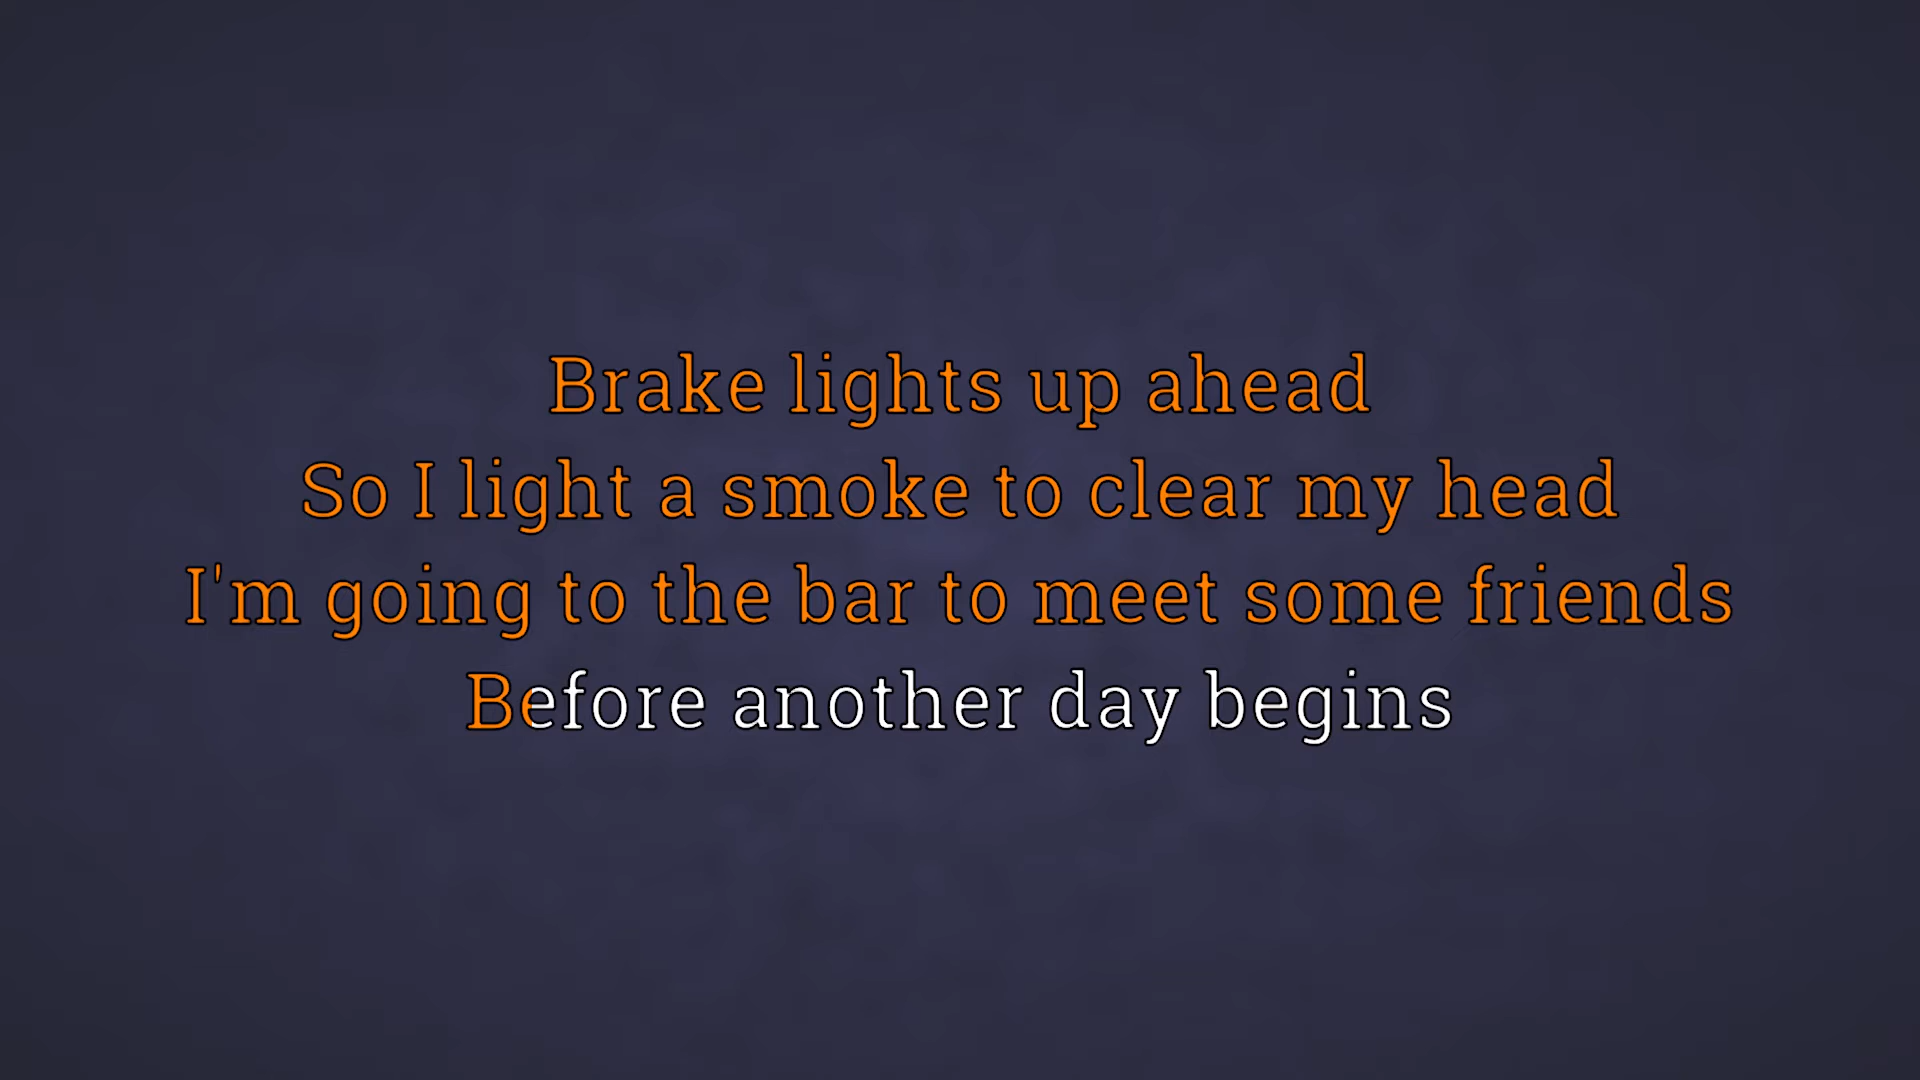 Brake lights up ahead
So I light a smoke to clear my head
I'm going to the bar to meet some friends
Before another day begins